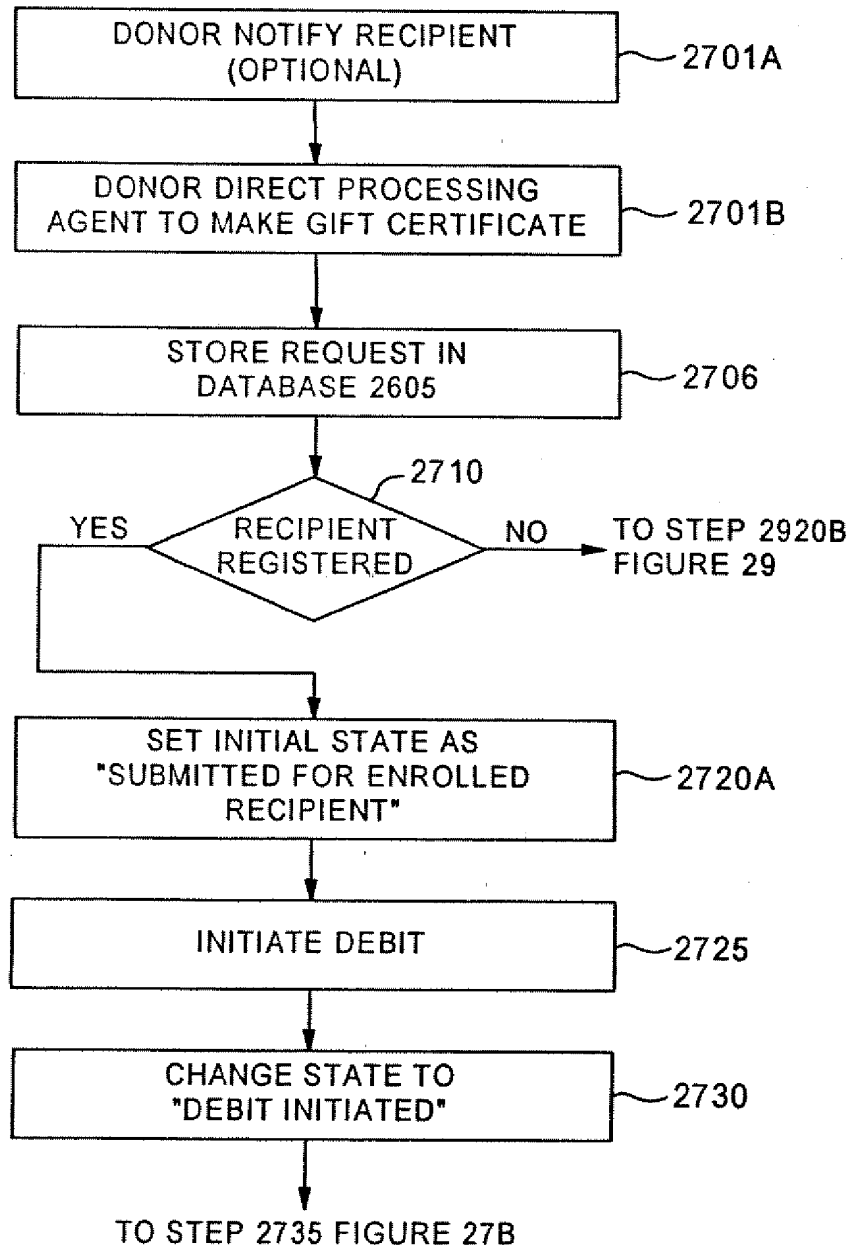 DONOR NOTIFY RECIPIENT
(OPTIONAL)
2701A
DONOR DIRECT PROCESSING
AGENT TO MAKE GIFT CERTIFICATE
2701B
STORE REQUEST IN
DATABASE 2605
2706
2710
YES
RECIPIENT
REGISTERED
NO
TO STEP 2920B
FIGURE 29
SET INITIAL STATE AS
"SUBMITTED FOR ENROLLED
RECIPIENT"
2720A
INITIATE DEBIT
2725
CHANGE STATE TO
"DEBIT INITIATED"
2730
TO STEP 2735 FIGURE 27B